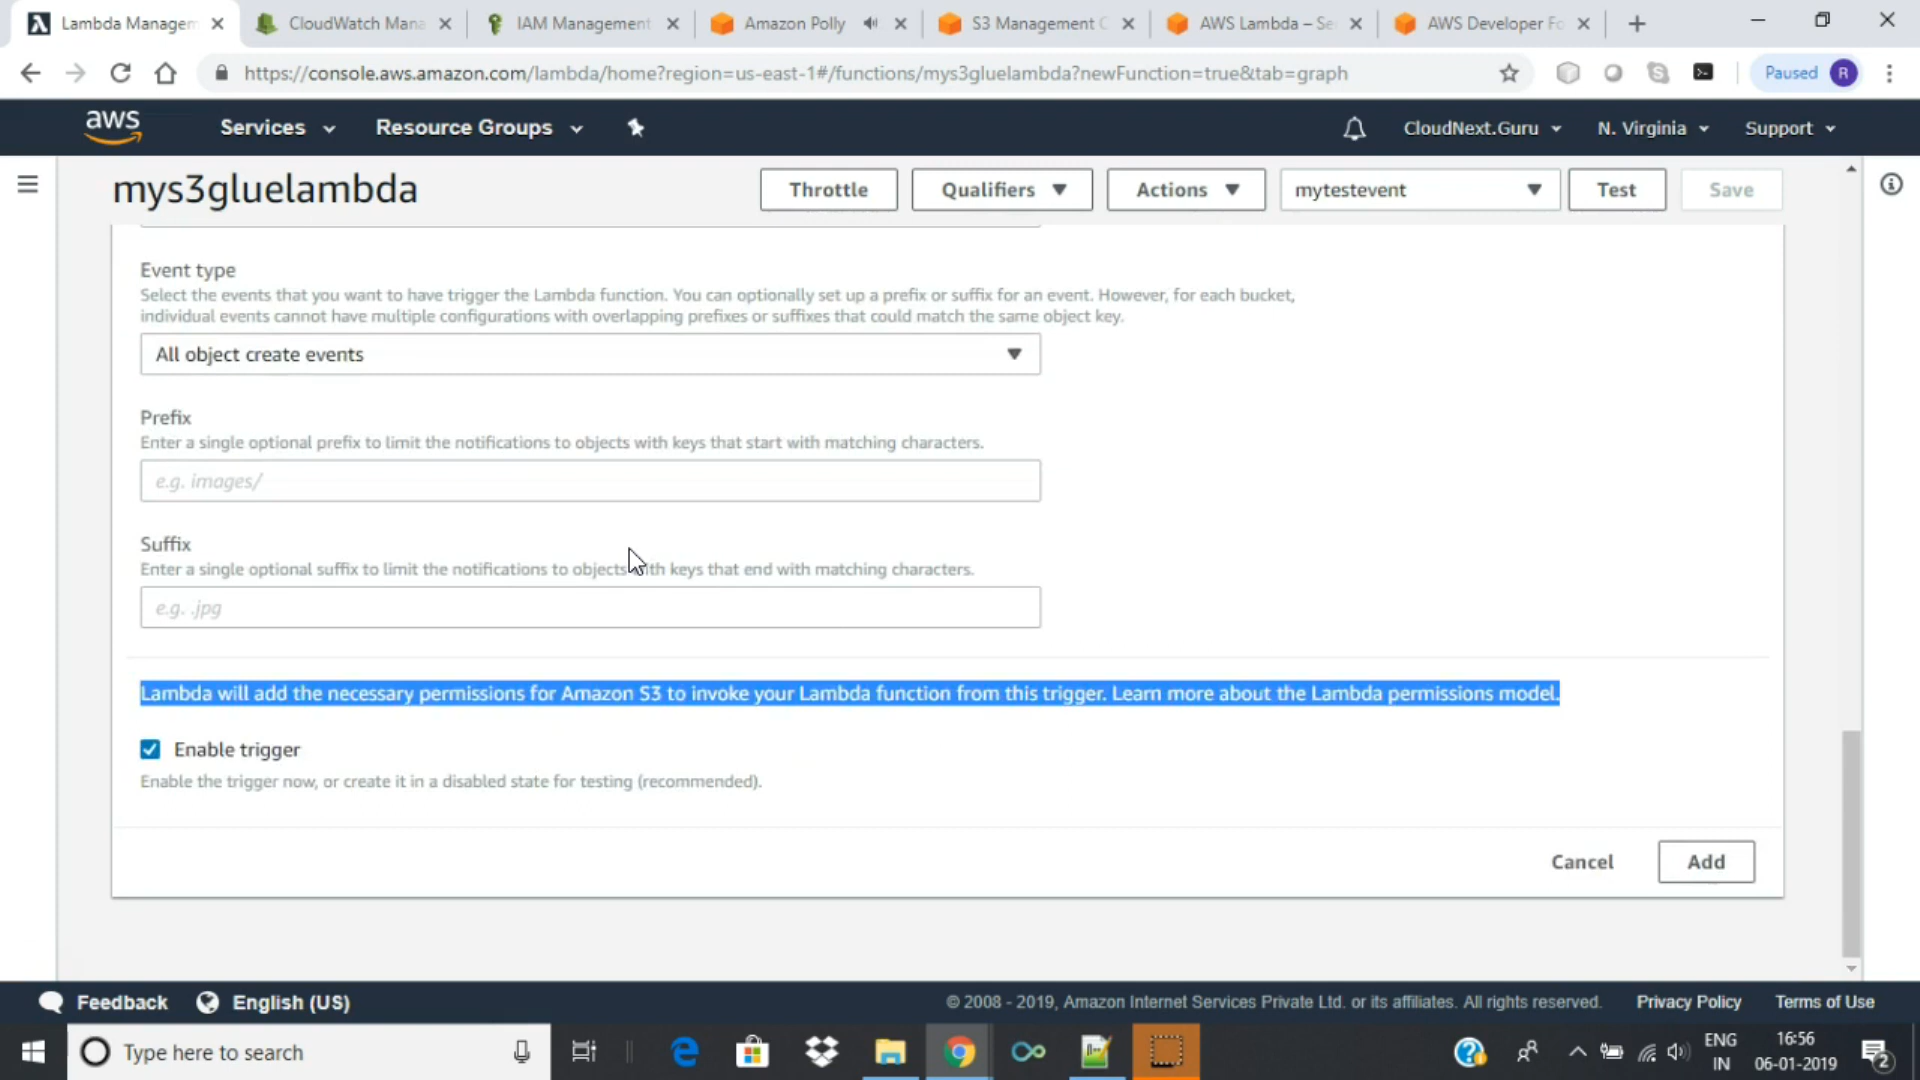 Lambda Managem
CloudWatch Mana
IAM Management
Amazon Polly
S3 Management C
AWS Lambda – Se
AWS Developer Fo
https://console.aws.amazon.com/lambda/home?region=us-east-1#/functions/mys3gluelambda?newFunction=true&tab=graph
Paused R
aws
Services
Resource Groups
CloudNext.Guru
N. Virginia
Support
mys3gluelambda
Throttle
Qualifiers
Actions
mytestevent
Test
Save
Event type
Select the events that you want to have trigger the Lambda function. You can optionally set up a prefix or suffix for an event. However, for each bucket,
individual events cannot have multiple configurations with overlapping prefixes or suffixes that could match the same object key.
All object create events
Prefix
Enter a single optional prefix to limit the notifications to objects with keys that start with matching characters.
e.g. images/
Suffix
Enter a single optional suffix to limit the notifications to objects with keys that end with matching characters.
e.g. .jpg
Lambda will add the necessary permissions for Amazon S3 to invoke your Lambda function from this trigger. Learn more about the Lambda permissions model.
Enable trigger
Enable the trigger now, or create it in a disabled state for testing (recommended).
Cancel
Add
Feedback
English (US)
© 2008 - 2019, Amazon Internet Services Private Ltd. or its affiliates. All rights reserved.
Privacy Policy
Terms of Use
Type here to search
ENG
IN
16:56
06-01-2019
2